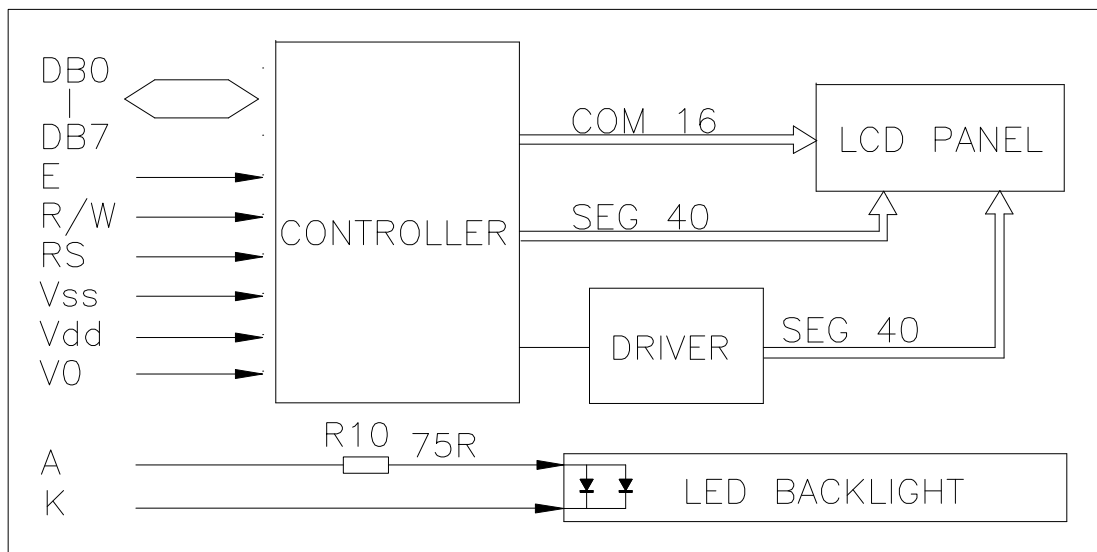 DB0
|
DB7
E
R/W
RS
Vss
Vdd
V0
A
K
CONTROLLER
COM 16
SEG 40
LCD PANEL
DRIVER
SEG 40
R10 75R
LED BACKLIGHT